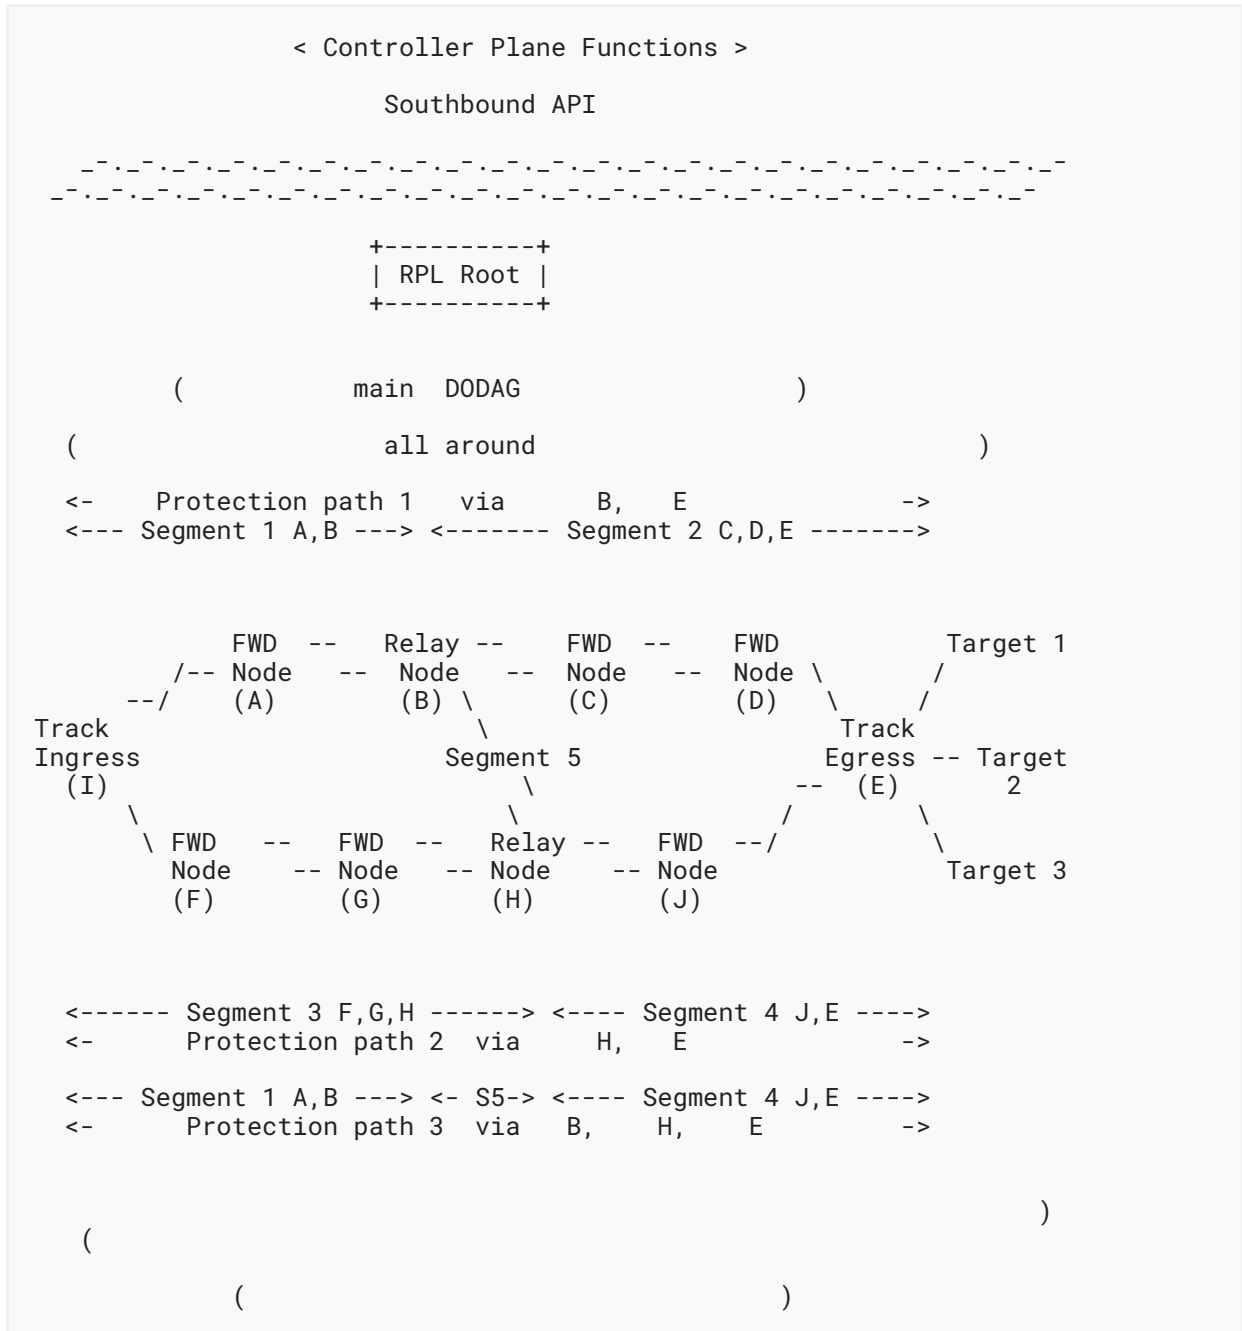 < Controller Plane Functions >
Southbound API
_-._-._-._-._-._-._-._-._-._-._-._-._-._-._-._-._-._-._-._-._-._-
_-._-._-._-._-._-._-._-._-._-._-._-._-._-._-._-._-._-._-._-._-._-
+----------+
| RPL Root |
+----------+
( main DODAG )
( all around )
<- Protection path 1 via B, E ->
<--- Segment 1 A,B ---> <------- Segment 2 C,D,E ------->
FWD -- Relay -- FWD -- FWD Target 1
/-- Node -- Node -- Node -- Node \ /
--/ (A) (B) \ (C) (D) \ /
Track \ Track
Ingress Segment 5 Egress -- Target
(I) \ -- (E) 2
\ \ / \
\ FWD -- FWD -- Relay -- FWD --/ \
Node -- Node -- Node -- Node Target 3
(F) (G) (H) (J)
<------ Segment 3 F,G,H ------> <---- Segment 4 J,E ---->
<- Protection path 2 via H, E ->
<--- Segment 1 A,B ---> <- S5-> <---- Segment 4 J,E ---->
<- Protection path 3 via B, H, E ->
)
(
( )